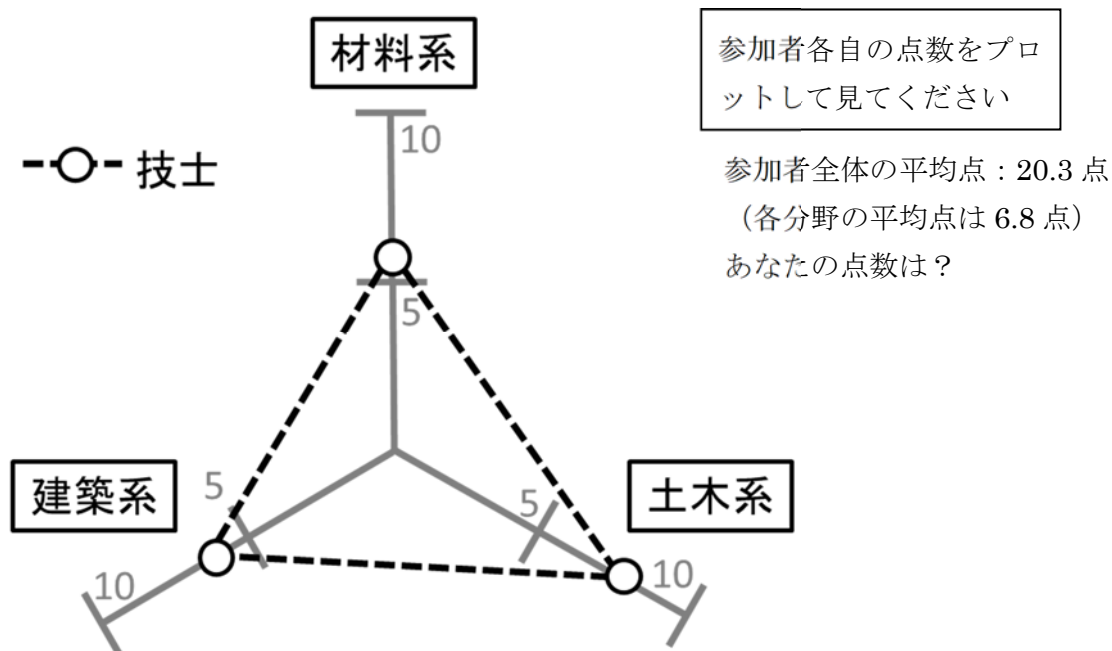 材料系
10
技士
5
建築系
5
10
土木系
5
10
参加者各自の点数をプロ
ットして見てください
参加者全体の平均点：20.3 点
（各分野の平均点は 6.8 点）
あなたの点数は？